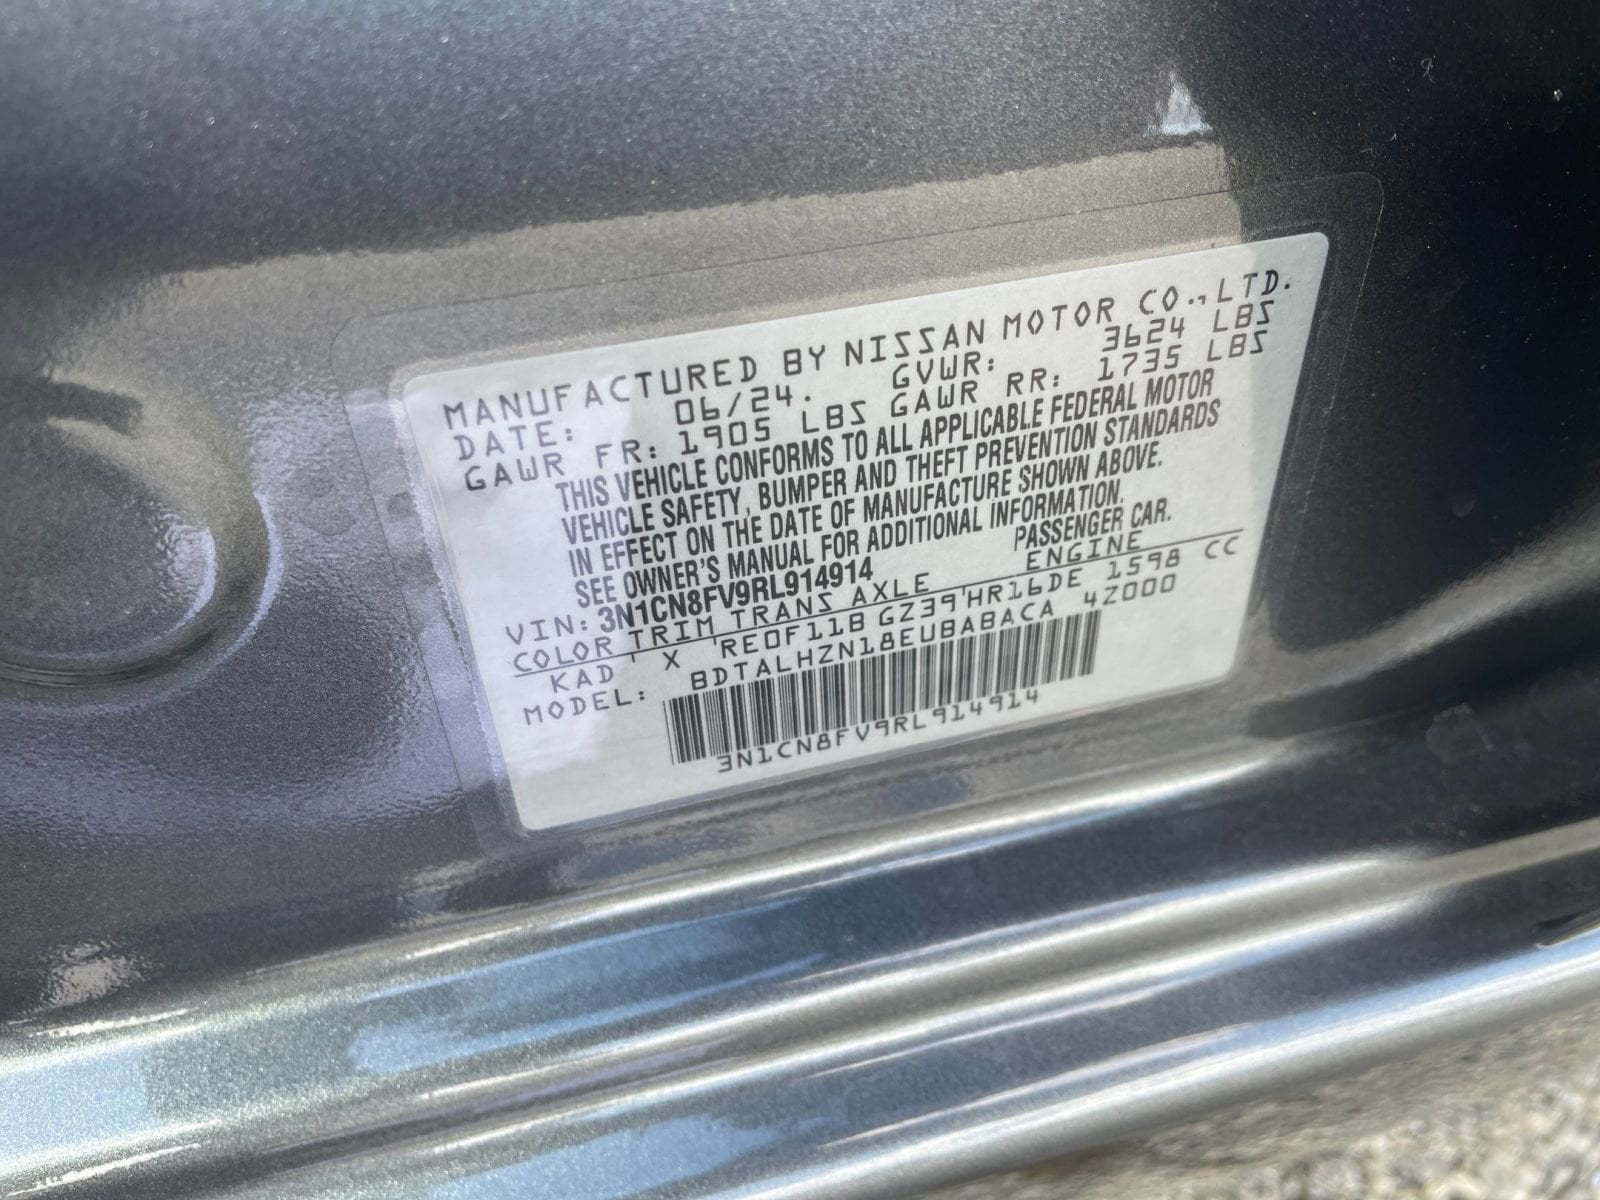 MANUFACTURED BY NISSAN MOTOR CO.,LTD.
DATE: 06/24. GVWR: 3624 LBS
GAWR FR: 1905 LBS GAWR RR: 1735 LBS
THIS VEHICLE CONFORMS TO ALL APPLICABLE FEDERAL MOTOR
VEHICLE SAFETY, BUMPER AND THEFT PREVENTION STANDARDS
IN EFFECT ON THE DATE OF MANUFACTURE SHOWN ABOVE.
SEE OWNER'S MANUAL FOR ADDITIONAL INFORMATION.
VIN: 3N1CN8FV9RL914914 PASSENGER CAR.
COLOR TRIM TRANS AXLE ENGINE
KAD X RE0F11B GZ39 HR16DE 1598 CC
MODEL: BDTALHZN18EUBABACA 4Z000
3N1CN8FV9RL914914